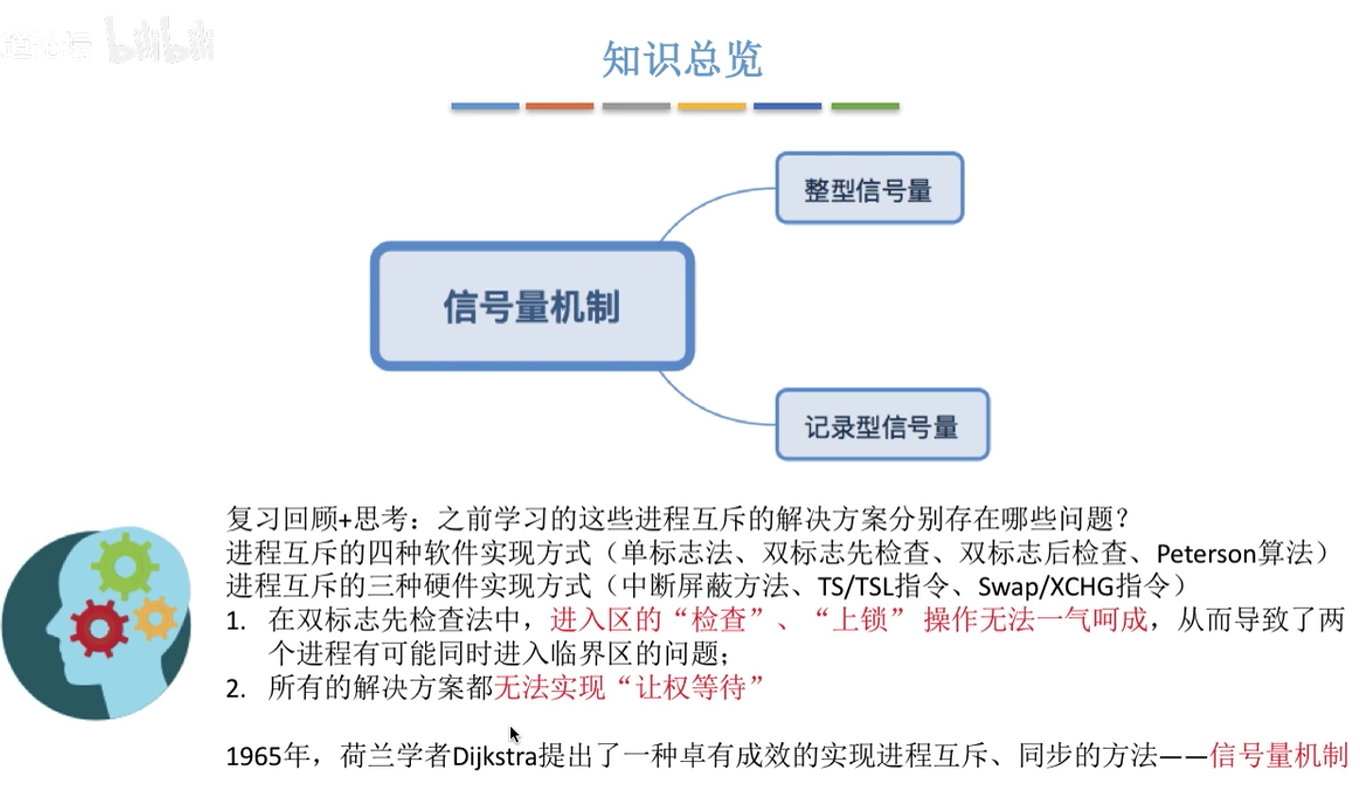 道论坛 bilibili
知识总览
整型信号量
信号量机制
记录型信号量
复习回顾+思考：之前学习的这些进程互斥的解决方案分别存在哪些问题？
进程互斥的四种软件实现方式（单标志法、双标志先检查、双标志后检查、Peterson算法）
进程互斥的三种硬件实现方式（中断屏蔽方法、TS/TSL指令、Swap/XCHG指令）
1. 在双标志先检查法中，进入区的“检查”、“上锁” 操作无法一气呵成，从而导致了两
个进程有可能同时进入临界区的问题；
2. 所有的解决方案都无法实现“让权等待”
1965年，荷兰学者Dijkstra提出了一种卓有成效的实现进程互斥、同步的方法——信号量机制